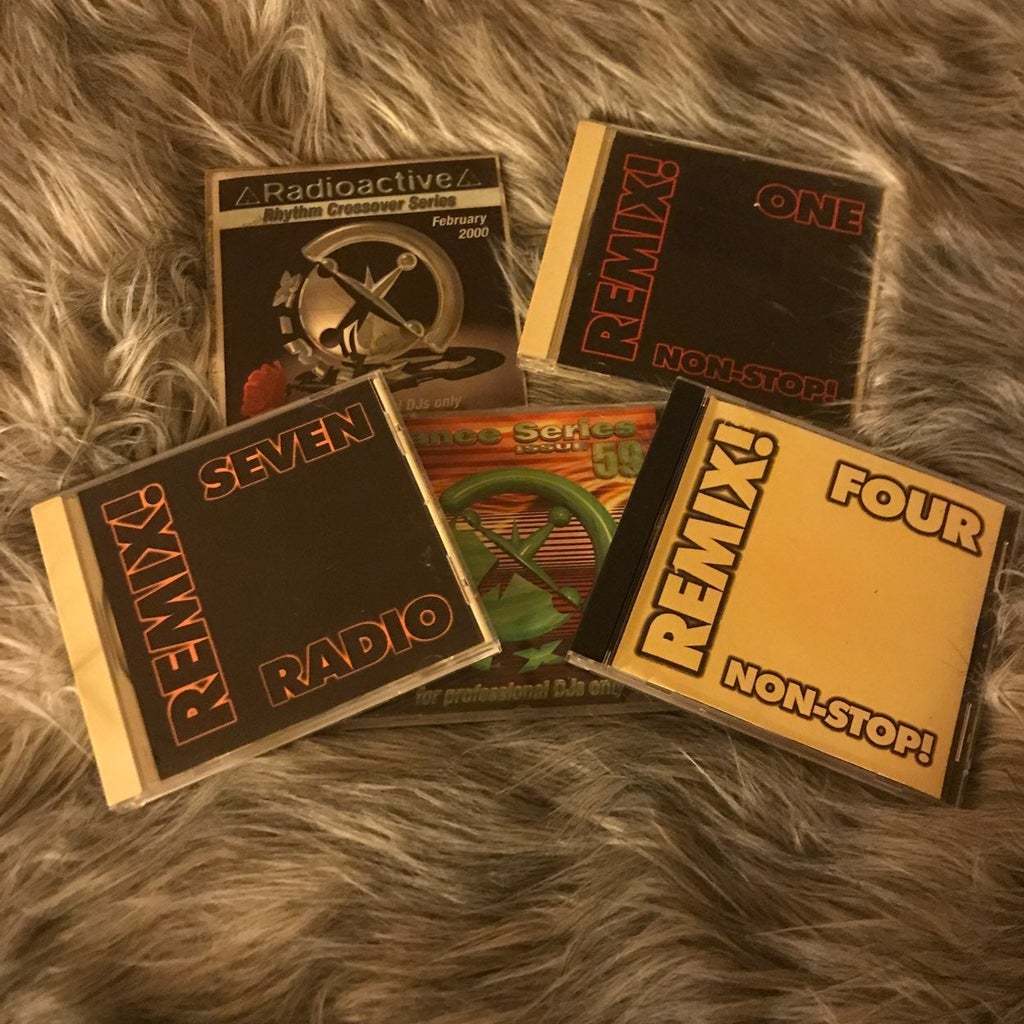 ⚠Radioactive⚠
Rhythm Crossover Series
February
2000
DJs only
REMIX!
ONE
NON-STOP!
REMIX!
SEVEN
RADIO
Series
issue
59
for professional DJs only
REMIX!
FOUR
NON-STOP!